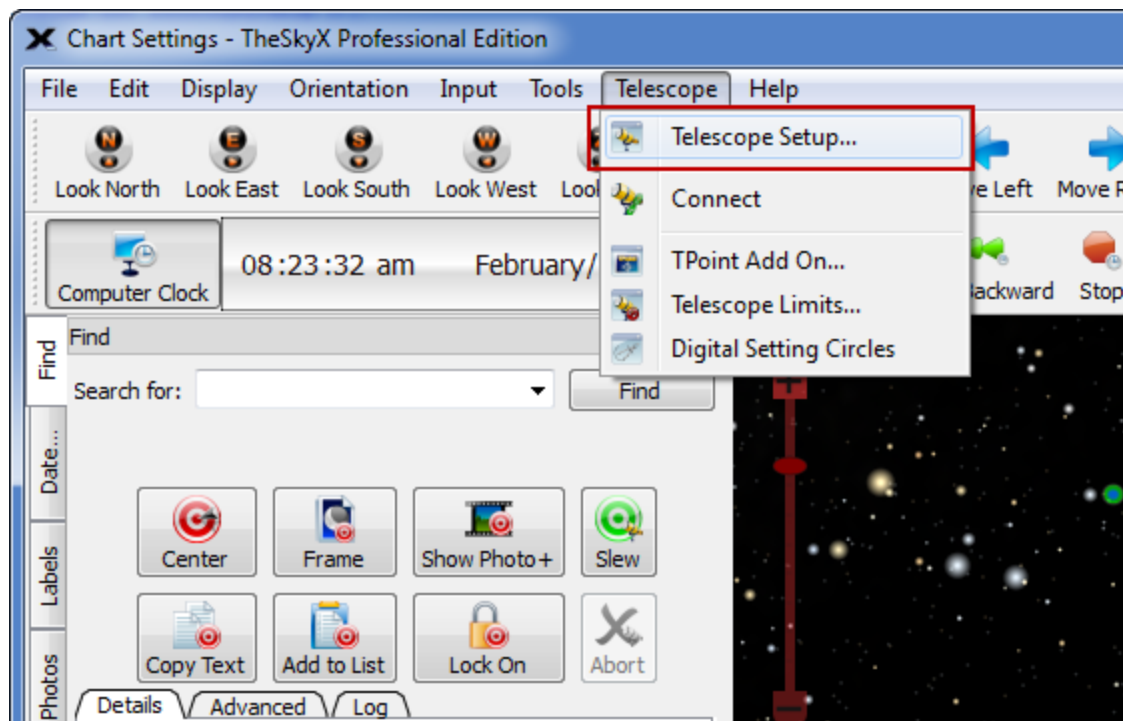 Chart Settings - TheSkyX Professional Edition
File Edit Display Orientation Input Tools Telescope Help
Look North Look East Look South Look West Left Move
Telescope Setup...
Connect
TPoint Add On...
Telescope Limits...
Digital Setting Circles
Computer Clock
08:23:32 am February/
Backward Stop
Find
Find
Search for: Find
Date...
Labels
Photos
Center Frame Show Photo+ Slew
Copy Text Add to List Lock On Abort
Details Advanced Log